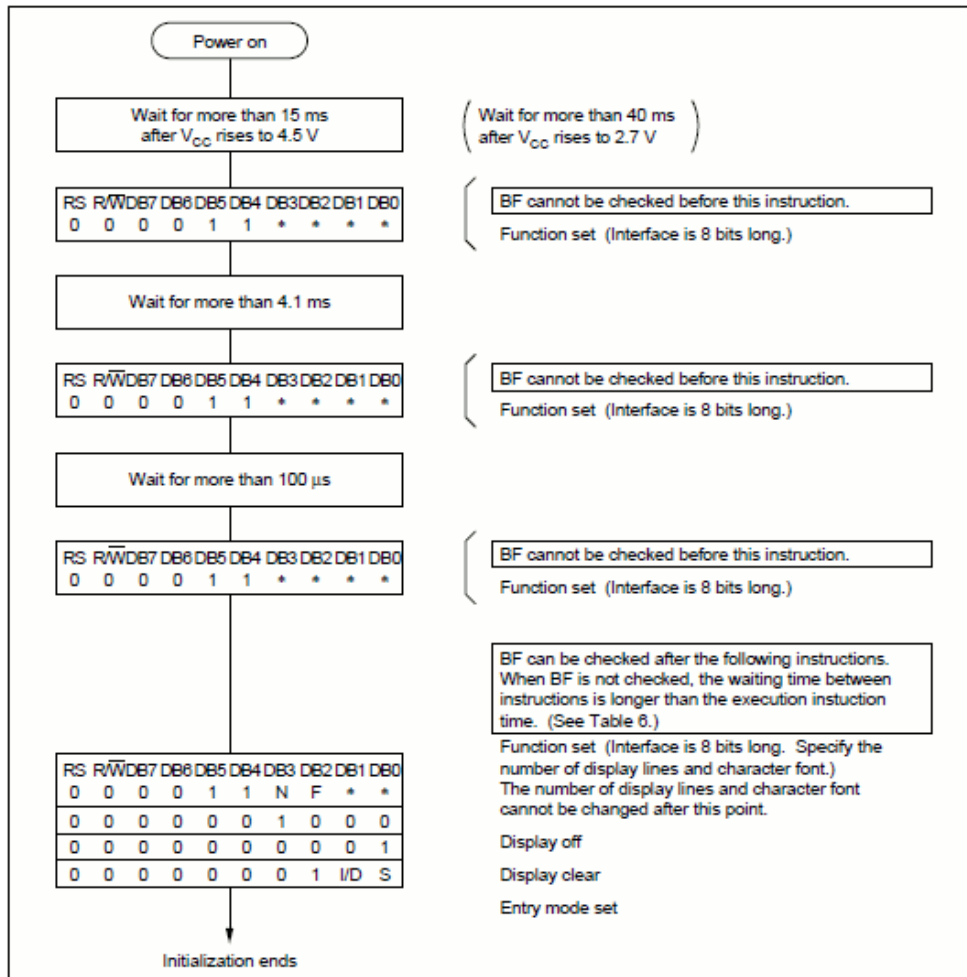 Power on
Wait for more than 15 ms
after VCC rises to 4.5 V
Wait for more than 40 ms
after VCC rises to 2.7 V
RS R/W̅ DB7 DB6 DB5 DB4 DB3 DB2 DB1 DB0
0 0 0 0 1 1 * * * *
BF cannot be checked before this instruction.
Function set (Interface is 8 bits long.)
Wait for more than 4.1 ms
RS R/W̅ DB7 DB6 DB5 DB4 DB3 DB2 DB1 DB0
0 0 0 0 1 1 * * * *
BF cannot be checked before this instruction.
Function set (Interface is 8 bits long.)
Wait for more than 100 µs
RS R/W̅ DB7 DB6 DB5 DB4 DB3 DB2 DB1 DB0
0 0 0 0 1 1 * * * *
BF cannot be checked before this instruction.
Function set (Interface is 8 bits long.)
BF can be checked after the following instructions.
When BF is not checked, the waiting time between
instructions is longer than the execution instuction
time. (See Table 6.)
Function set (Interface is 8 bits long. Specify the
number of display lines and character font.)
The number of display lines and character font
cannot be changed after this point.
RS R/W̅ DB7 DB6 DB5 DB4 DB3 DB2 DB1 DB0
0 0 0 0 1 1 N F * *
0 0 0 0 0 0 1 0 0 0
0 0 0 0 0 0 0 0 0 1
0 0 0 0 0 0 0 1 I/D S
Display off
Display clear
Entry mode set
Initialization ends